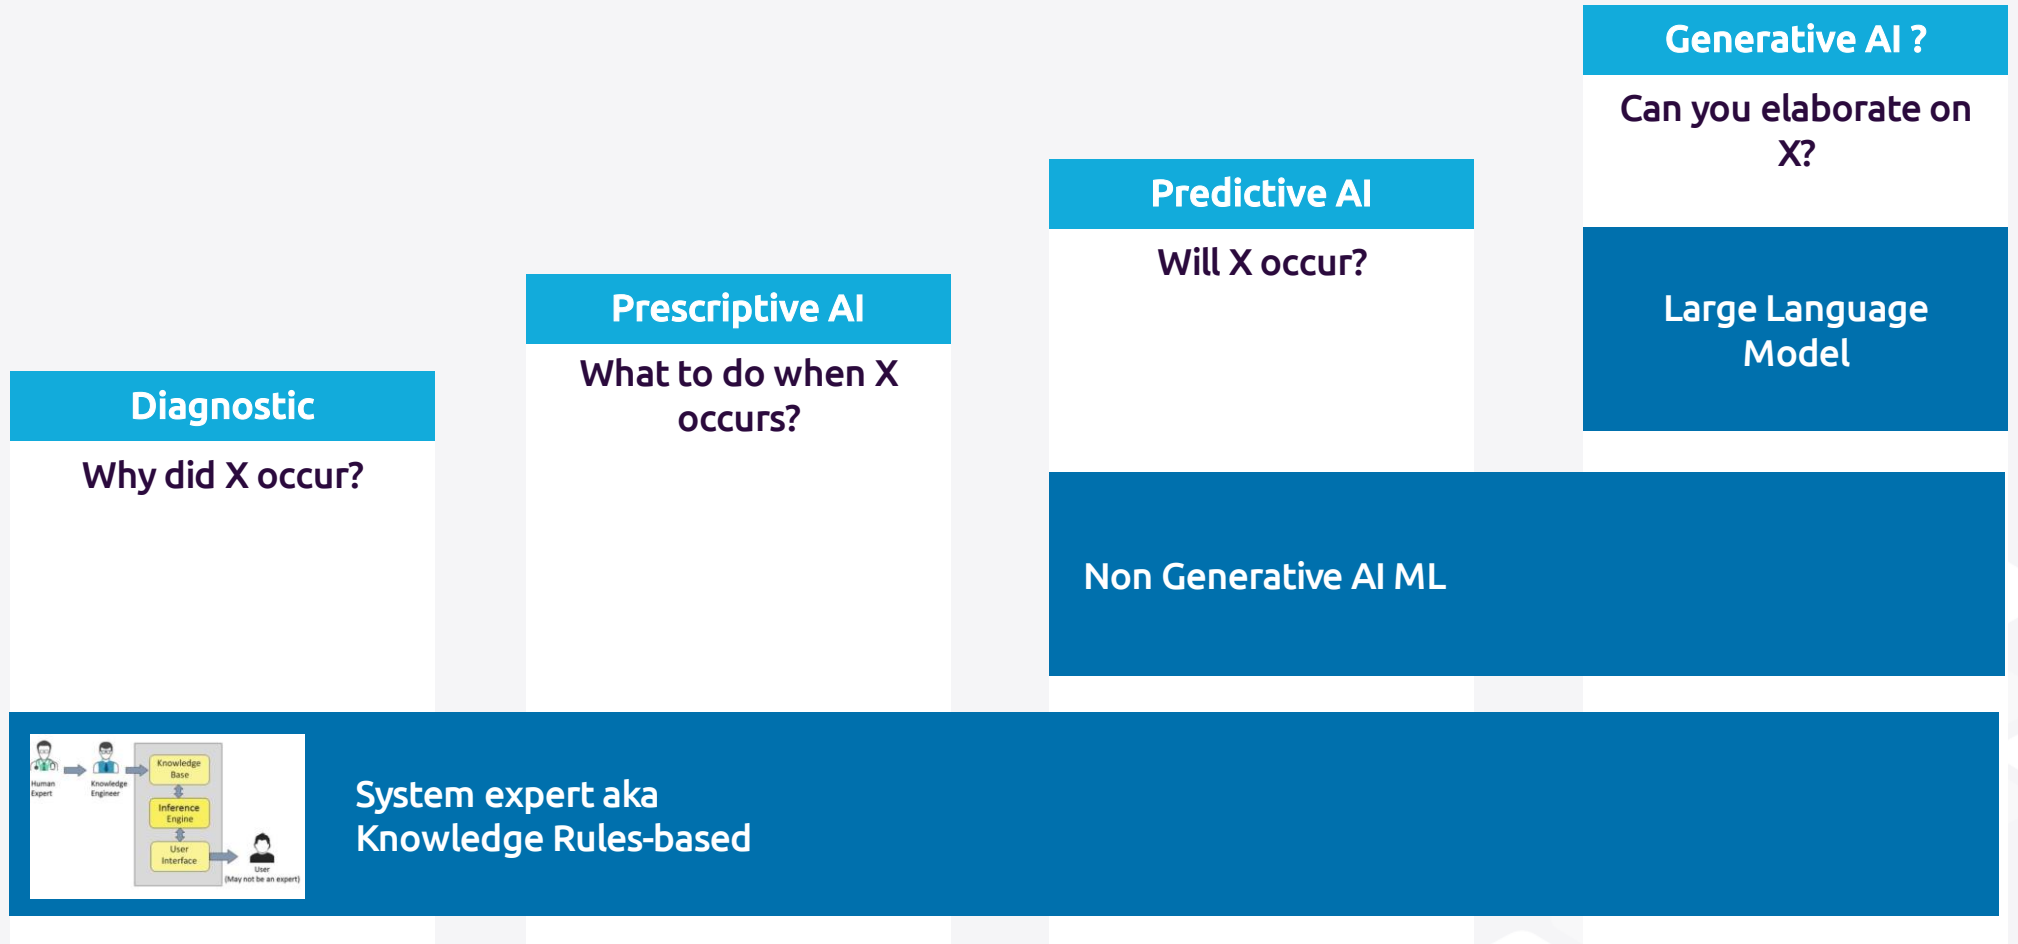 Generative AI ?
Can you elaborate on
X?
Large Language
Model
Predictive AI
Will X occur?
Prescriptive AI
What to do when X
occurs?
Diagnostic
Why did X occur?
Non Generative AI ML
System expert aka
Knowledge Rules-based
Human
Expert
Knowledge
Engineer
Knowledge
Base
Inference
Engine
User
Interface
User
(May not be an expert)